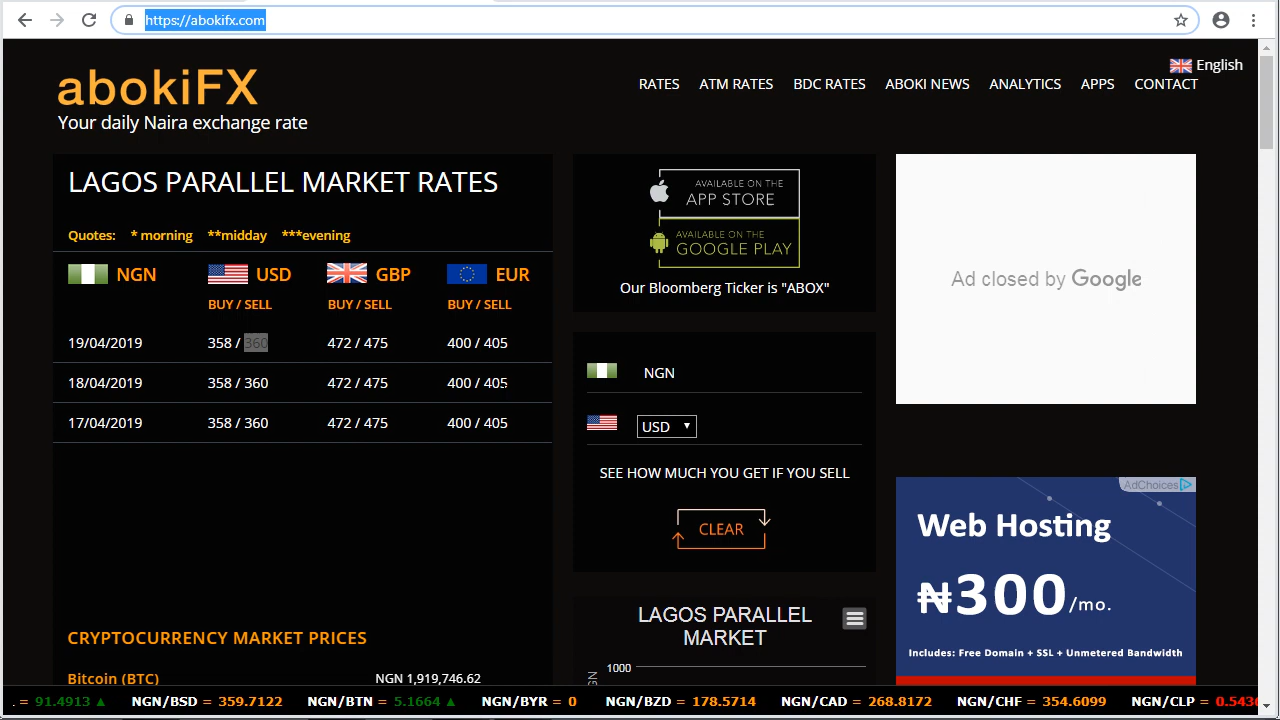 https://abokifx.com
English
abokiFX
Your daily Naira exchange rate
RATES ATM RATES BDC RATES ABOKI NEWS ANALYTICS APPS CONTACT
LAGOS PARALLEL MARKET RATES
Quotes: * morning **midday ***evening
NGN USD GBP EUR
BUY / SELL BUY / SELL BUY / SELL
19/04/2019 358 / 360 472 / 475 400 / 405
18/04/2019 358 / 360 472 / 475 400 / 405
17/04/2019 358 / 360 472 / 475 400 / 405
CRYPTOCURRENCY MARKET PRICES
Bitcoin (BTC) NGN 1,919,746.62
AVAILABLE ON THE
APP STORE
AVAILABLE ON THE
GOOGLE PLAY
Our Bloomberg Ticker is "ABOX"
NGN
USD
SEE HOW MUCH YOU GET IF YOU SELL
CLEAR
LAGOS PARALLEL
MARKET
1000
Ad closed by Google
AdChoices
Web Hosting
₦300/mo.
Includes: Free Domain + SSL + Unmetered Bandwidth
= 91.4913 ▲ NGN/BSD = 359.7122 NGN/BTN = 5.1664 ▲ NGN/BYR = 0 NGN/BZD = 178.5714 NGN/CAD = 268.8172 NGN/CHF = 354.6099 NGN/CLP = 0.543